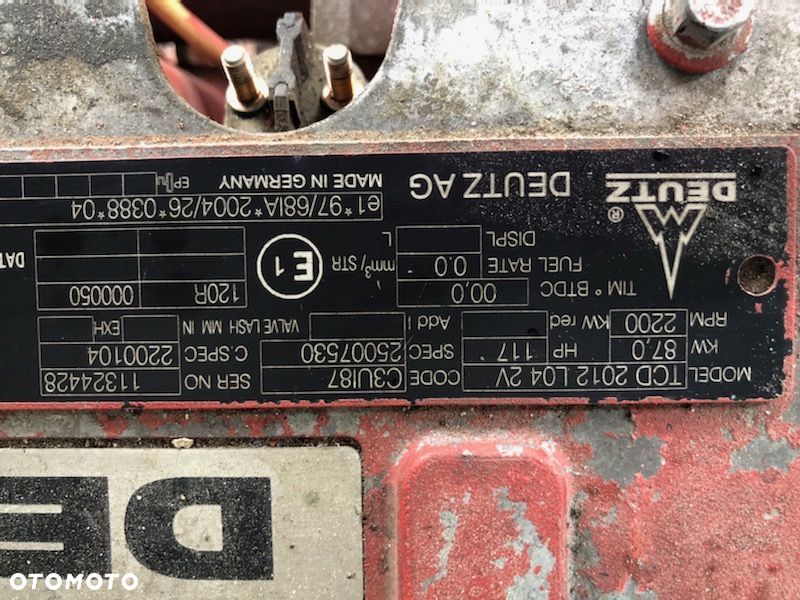 MODEL TCD 2012 L04 2V CODE C3UI87 SER NO 11324428
KW 87,0 HP 117 SPEC 25007530 C.SPEC 2200104
RPM 2200 KW red Add I VALVE LASH MM IN EXH
TIM °BTDC 00,0 120R 000050
FUEL RATE 0.0 mm³/STR E1 DAT
DISPL L
e1*97/68IA*2004/26*0388*04
DEUTZ ® DEUTZ AG MADE IN GERMANY EP
DE
OTOMOTO